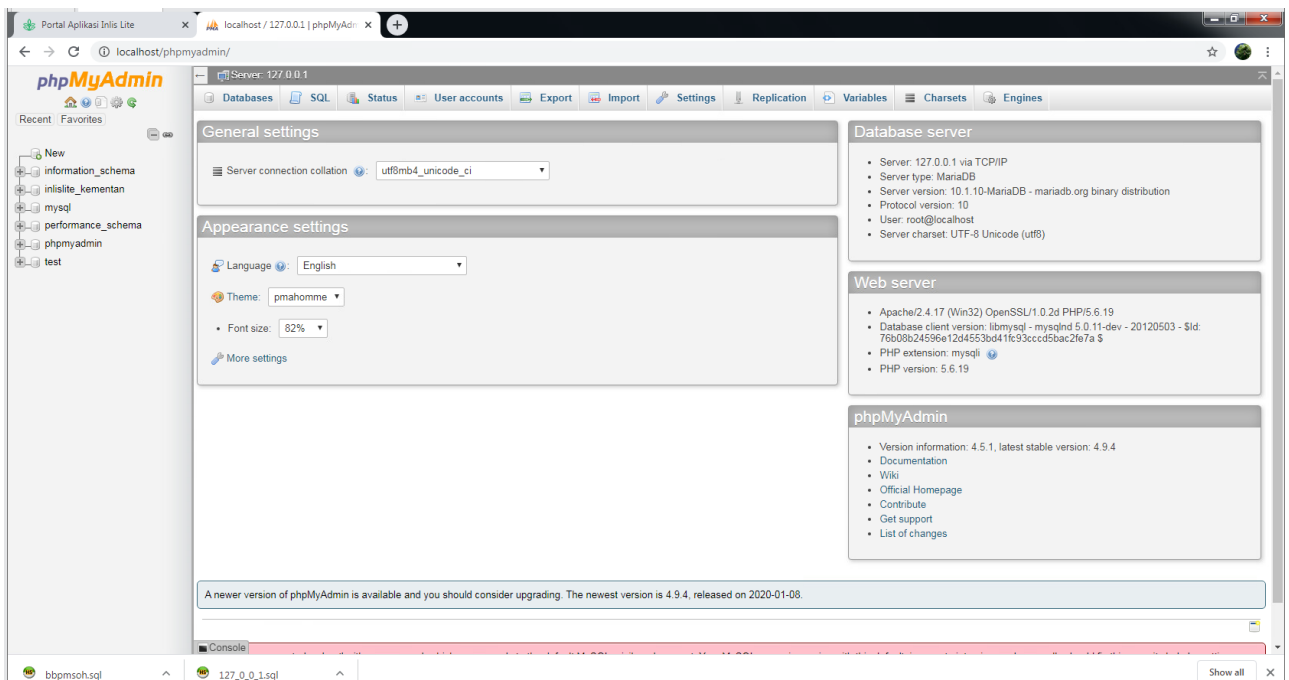 Portal Aplikasi Inlis Lite
localhost / 127.0.0.1 | phpMyAdn
localhost/phpmyadmin/
phpMyAdmin
Recent Favorites
New
information_schema
inlislite_kementan
mysql
performance_schema
phpmyadmin
test
Server: 127.0.0.1
Databases SQL Status User accounts Export Import Settings Replication Variables Charsets Engines
General settings
Server connection collation : utf8mb4_unicode_ci
Appearance settings
Language : English
Theme: pmahomme
Font size: 82%
More settings
Database server
Server: 127.0.0.1 via TCP/IP
Server type: MariaDB
Server version: 10.1.10-MariaDB - mariadb.org binary distribution
Protocol version: 10
User: root@localhost
Server charset: UTF-8 Unicode (utf8)
Web server
Apache/2.4.17 (Win32) OpenSSL/1.0.2d PHP/5.6.19
Database client version: libmysql - mysqlnd 5.0.11-dev - 20120503 - $Id:
76b08b24596e12d4553bd41fc93cccd5bac2fe7a $
PHP extension: mysqli
PHP version: 5.6.19
phpMyAdmin
Version information: 4.5.1, latest stable version: 4.9.4
Documentation
Wiki
Official Homepage
Contribute
Get support
List of changes
A newer version of phpMyAdmin is available and you should consider upgrading. The newest version is 4.9.4, released on 2020-01-08.
Console
bbpmsoh.sql
127_0_0_1.sql
Show all